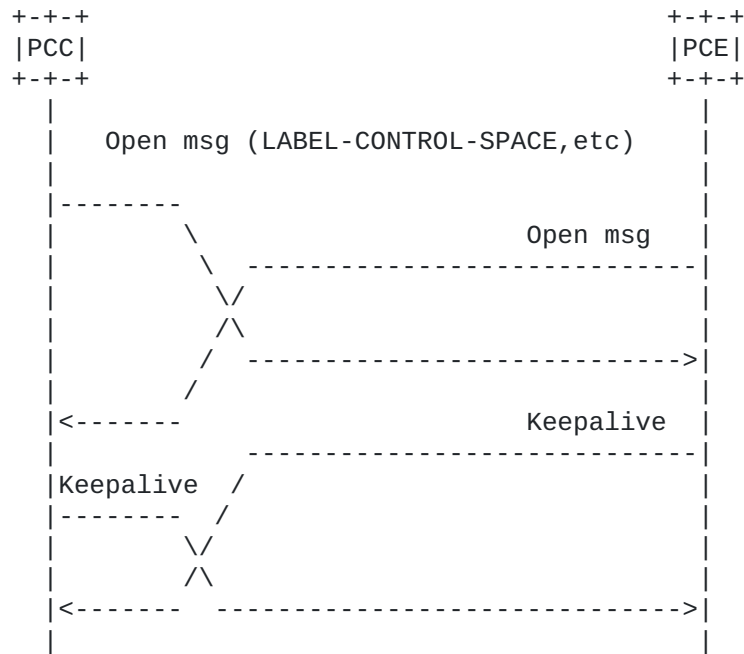 +-+-+ +-+-+
|PCC| |PCE|
+-+-+ +-+-+
Open msg (LABEL-CONTROL-SPACE,etc)
Open msg
Keepalive
Keepalive